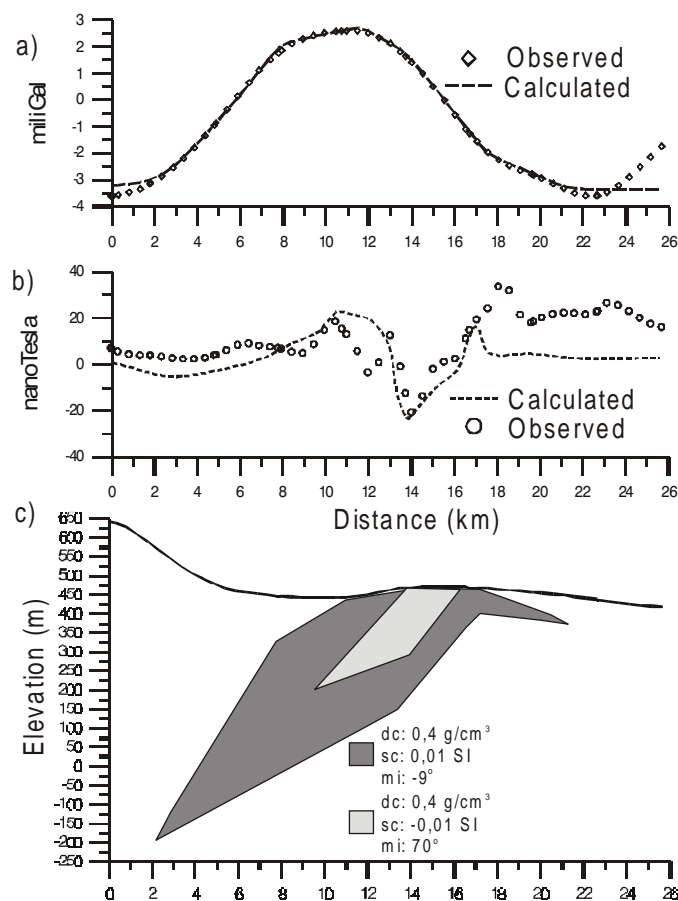 a)
3
2
1
0
-1
-2
-3
-4
miliGal
Observed
Calculated
0 2 4 6 8 10 12 14 16 18 20 22 24 26
b)
40
20
0
-20
-40
nanoTesla
Calculated
Observed
0 2 4 6 8 10 12 14 16 18 20 22 24 26
Distance (km)
c)
650
600
550
500
450
400
350
300
250
200
150
100
50
0
-50
-100
-150
-200
-250
Elevation (m)
dc: 0,4 g/cm³
sc: 0,01 SI
mi: -9°
dc: 0,4 g/cm³
sc: -0,01 SI
mi: 70°
0 2 4 6 8 10 12 14 16 18 20 22 24 26